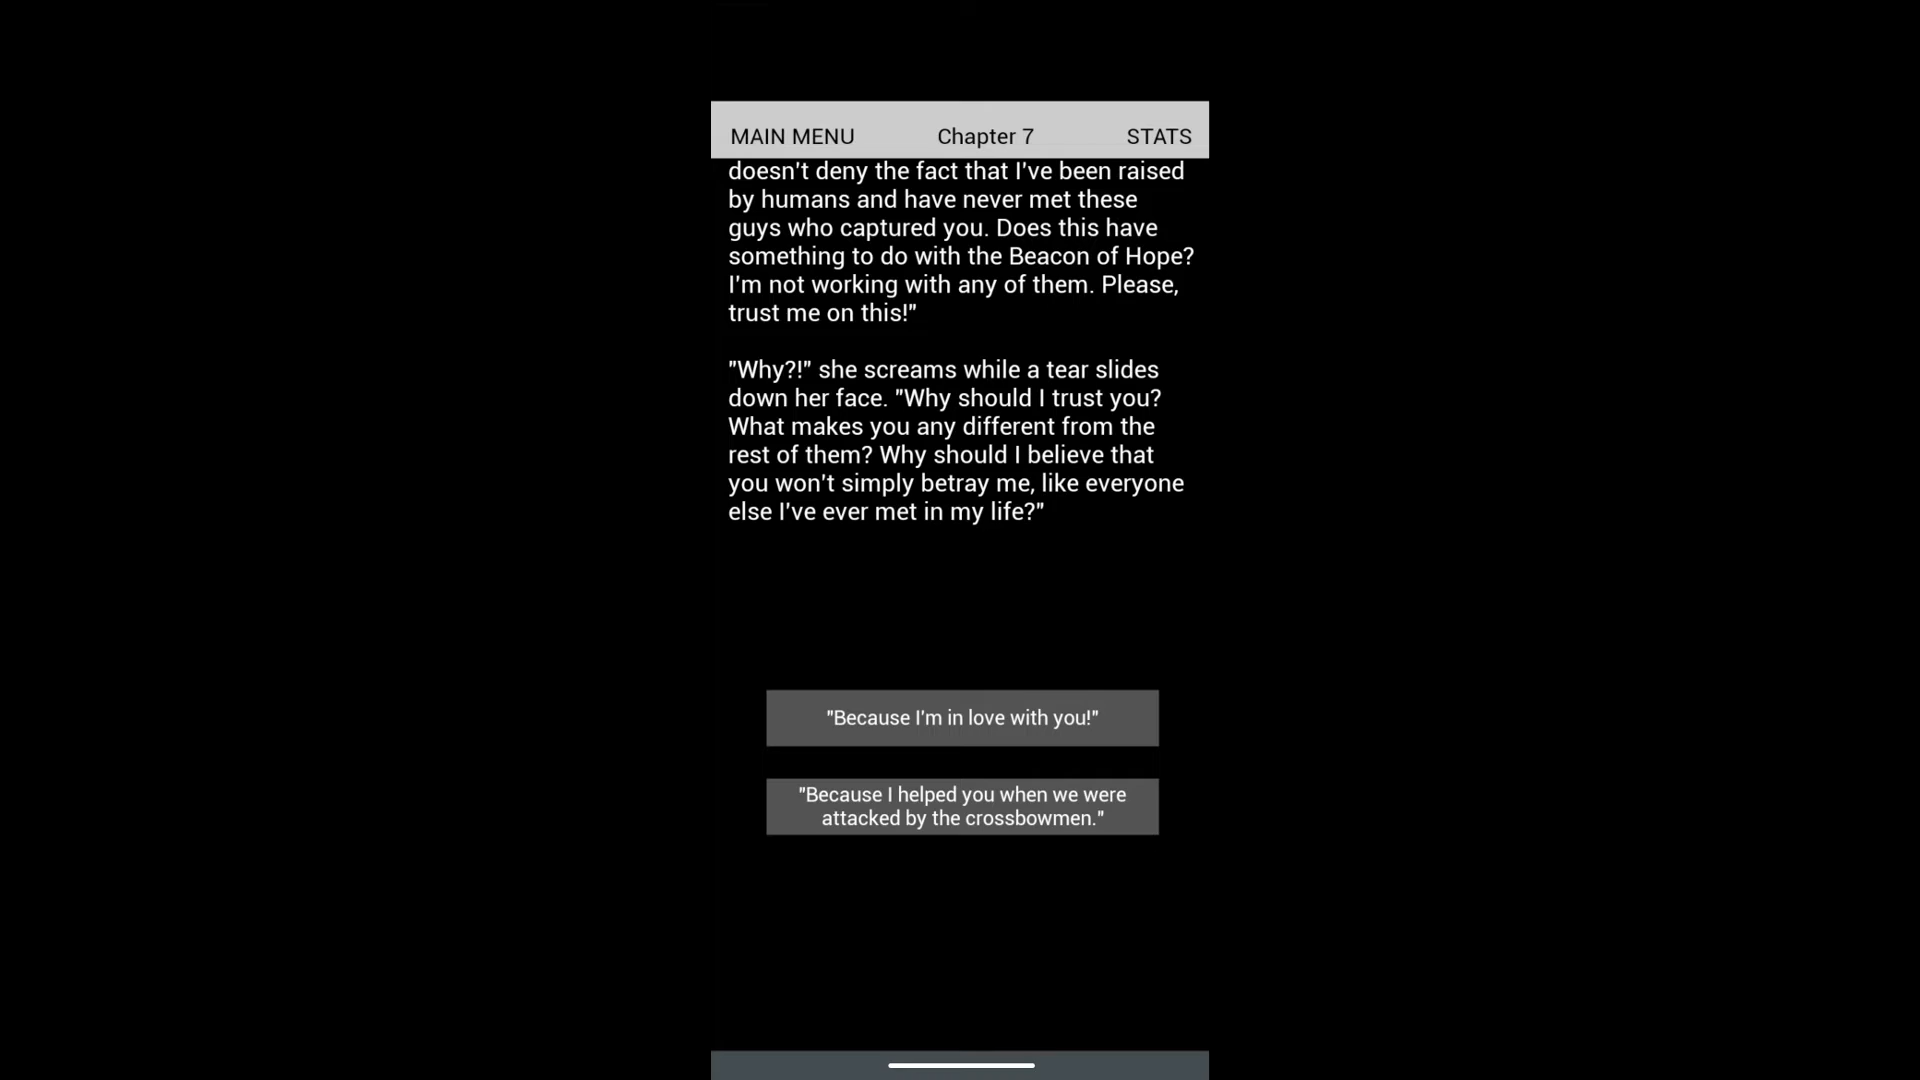 MAIN MENU Chapter 7 STATS
doesn't deny the fact that I've been raised
by humans and have never met these
guys who captured you. Does this have
something to do with the Beacon of Hope?
I'm not working with any of them. Please,
trust me on this!"
"Why?!" she screams while a tear slides
down her face. "Why should I trust you?
What makes you any different from the
rest of them? Why should I believe that
you won't simply betray me, like everyone
else I've ever met in my life?"
"Because I'm in love with you!"
"Because I helped you when we were
attacked by the crossbowmen."